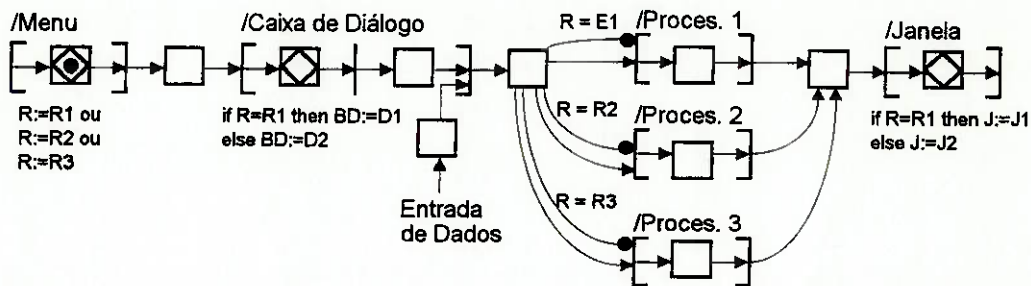 /Menu
R:=R1 ou
R:=R2 ou
R:=R3
/Caixa de Diálogo
if R=R1 then BD:=D1
else BD:=D2
Entrada
de Dados
R = E1
/Proces. 1
R = R2
/Proces. 2
R = R3
/Proces. 3
/Janela
if R=R1 then J:=J1
else J:=J2